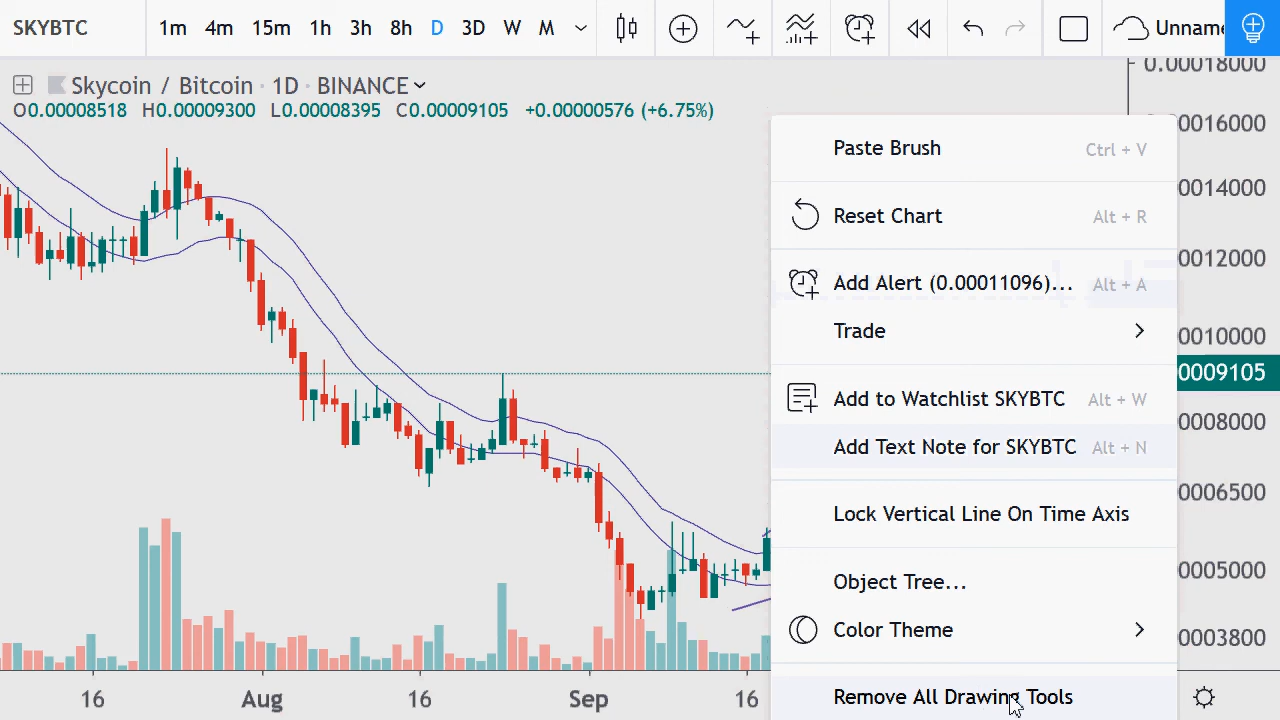 SKYBTC 1m 4m 15m 1h 3h 8h D 3D W M Unname
Skycoin / Bitcoin · 1D · BINANCE
O0.00008518 H0.00009300 L0.00008395 C0.00009105 +0.00000576 (+6.75%)
0.00018000
0016000
0014000
0012000
0010000
0009105
0008000
0006500
0005000
0003800
Paste Brush Ctrl + V
Reset Chart Alt + R
Add Alert (0.00011096)... Alt + A
Trade
Add to Watchlist SKYBTC Alt + W
Add Text Note for SKYBTC Alt + N
Lock Vertical Line On Time Axis
Object Tree...
Color Theme
Remove All Drawing Tools
16 Aug 16 Sep 16